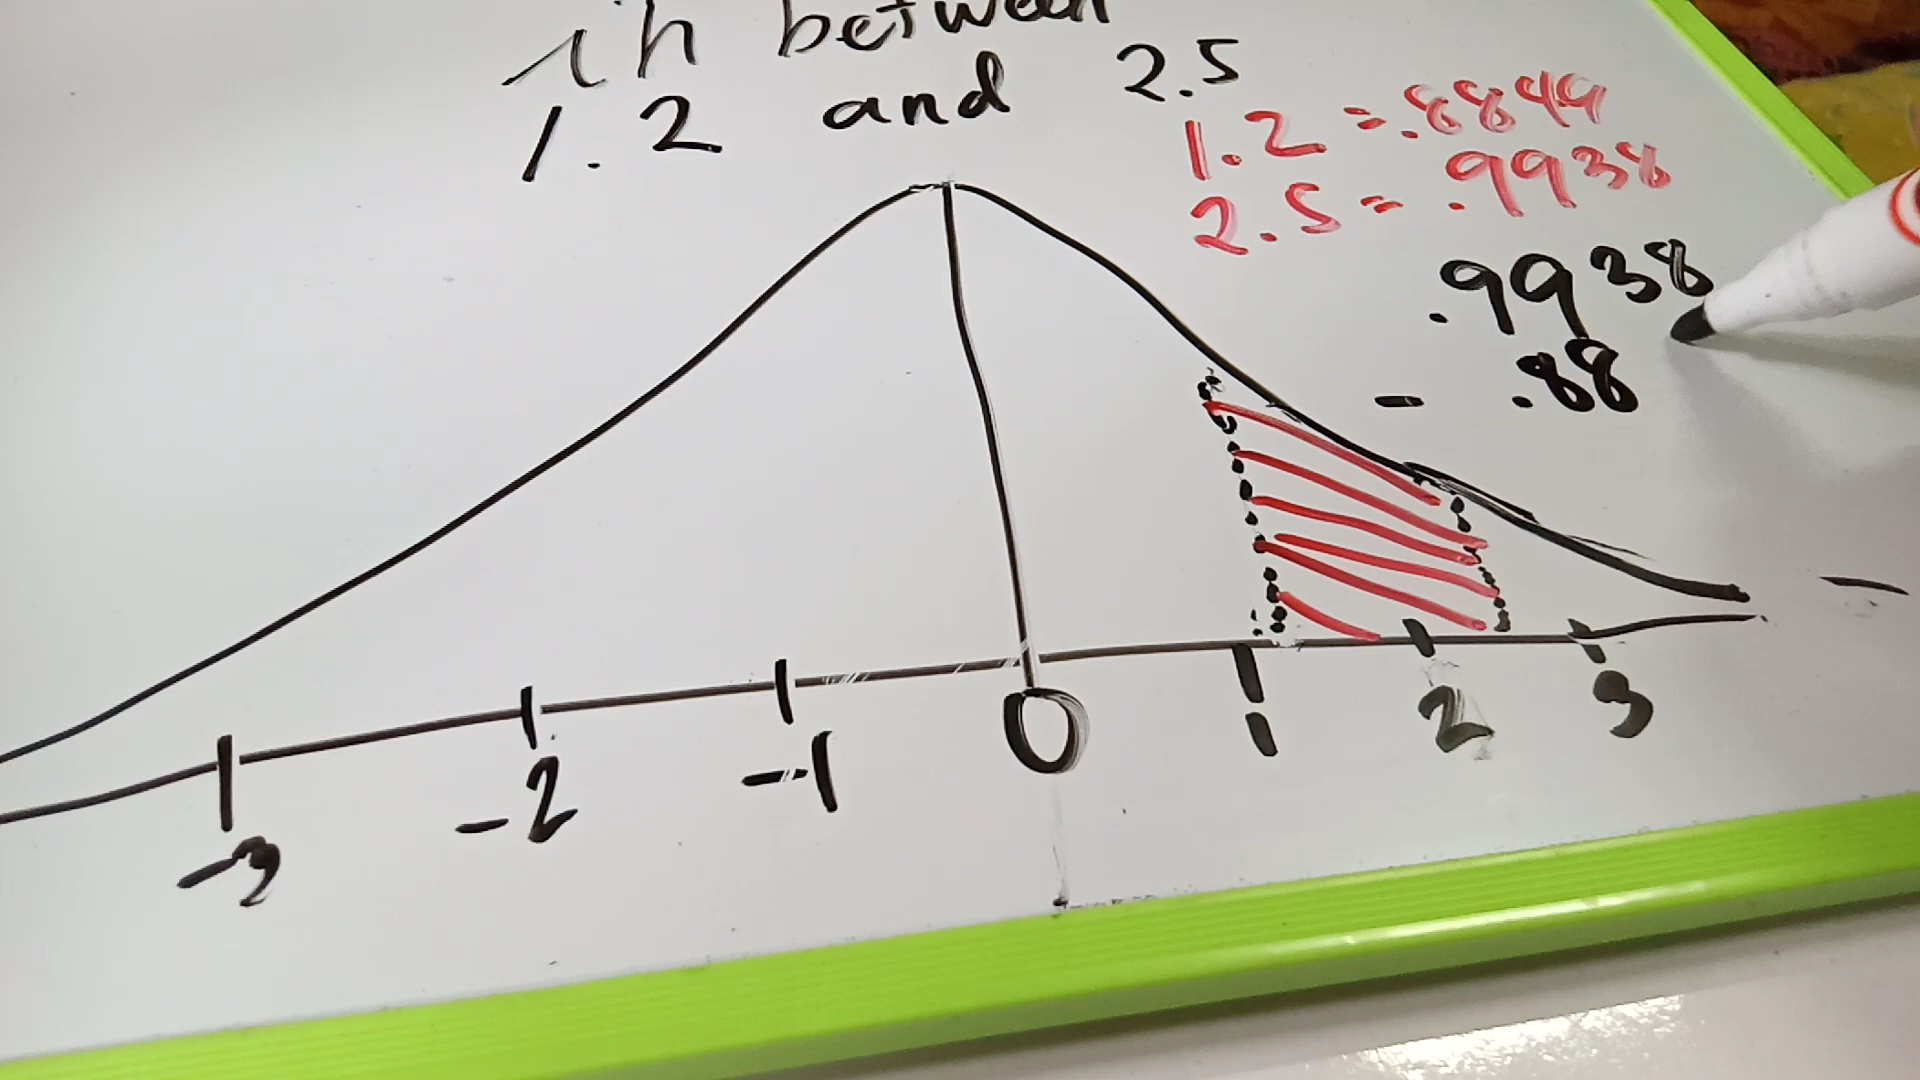 in between
1.2 and 2.5
1.2 = .8849
2.5 = .9938
.9938
- .88
-3 -2 -1 0 1 2 3